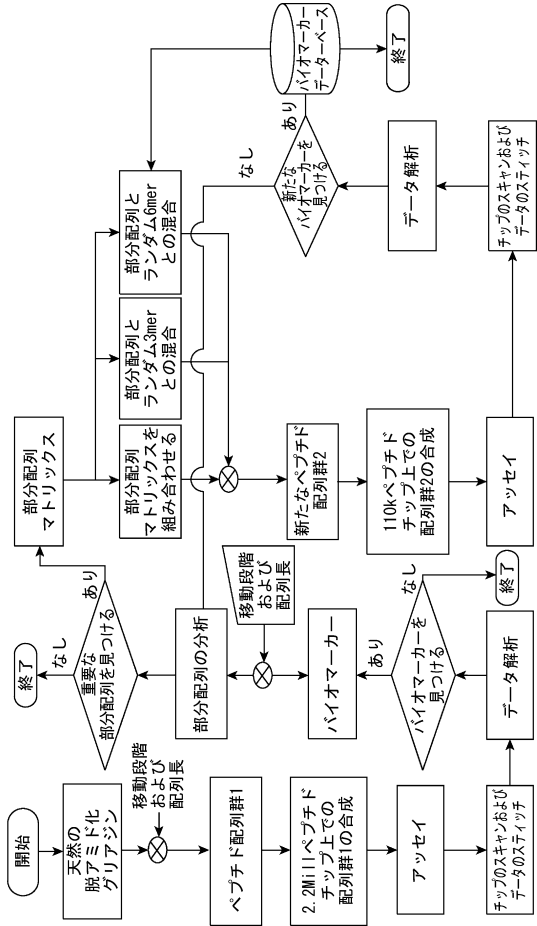 開始
天然の
脱アミド化
グリアジン
移動段階
および
配列長
ペプチド配列群1
2.2Millペプチド
チップ上での
配列群1の合成
アッセイ
チップのスキャンおよび
データのスティッチ
データ解析
バイオマーカーを
見つける
なし
終了
あり
バイオマーカー
移動段階
および
配列長
部分配列の分析
重要な
部分配列を見つける
なし
終了
あり
部分配列
マトリックス
部分配列
マトリックスを
組み合わせる
部分配列と
ランダム3mer
との混合
部分配列と
ランダム6mer
との混合
新たなペプチド
配列群2
110kペプチド
チップ上での
配列群2の合成
アッセイ
チップのスキャンおよび
データのスティッチ
データ解析
新たな
バイオマーカーを
見つける
なし
あり
バイオマーカー
データーベース
終了